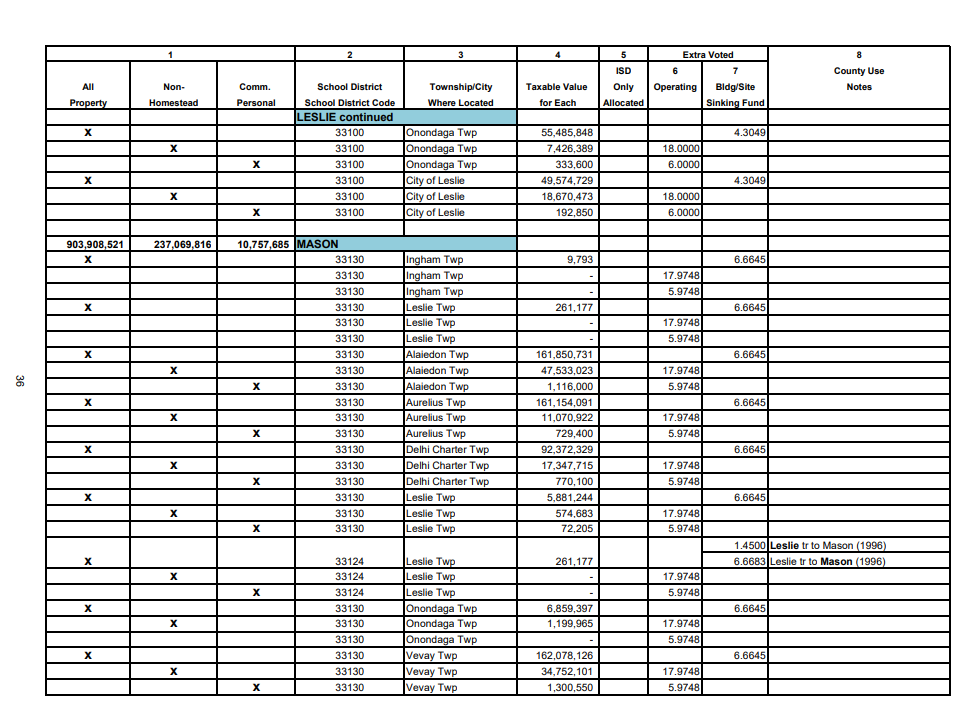 1 2 3 4 5 Extra Voted 8
ISD 6 7 County Use
All Non- Comm. School District Township/City Taxable Value Only Operating Bldg/Site Notes
Property Homestead Personal School District Code Where Located for Each Allocated Sinking Fund
LESLIE continued
X 33100 Onondaga Twp 55,485,848 4.3049
X 33100 Onondaga Twp 7,426,389 18.0000
X 33100 Onondaga Twp 333,600 6.0000
X 33100 City of Leslie 49,574,729 4.3049
X 33100 City of Leslie 18,670,473 18.0000
X 33100 City of Leslie 192,850 6.0000
903,908,521 237,069,816 10,757,685 MASON
X 33130 Ingham Twp 9,793 6.6645
33130 Ingham Twp - 17.9748
33130 Ingham Twp - 5.9748
X 33130 Leslie Twp 261,177 6.6645
33130 Leslie Twp - 17.9748
33130 Leslie Twp - 5.9748
X 33130 Alaiedon Twp 161,850,731 6.6645
X 33130 Alaiedon Twp 47,533,023 17.9748
X 33130 Alaiedon Twp 1,116,000 5.9748
X 33130 Aurelius Twp 161,154,091 6.6645
X 33130 Aurelius Twp 11,070,922 17.9748
X 33130 Aurelius Twp 729,400 5.9748
X 33130 Delhi Charter Twp 92,372,329 6.6645
X 33130 Delhi Charter Twp 17,347,715 17.9748
X 33130 Delhi Charter Twp 770,100 5.9748
X 33130 Leslie Twp 5,881,244 6.6645
X 33130 Leslie Twp 574,683 17.9748
X 33130 Leslie Twp 72,205 5.9748
1.4500 Leslie tr to Mason (1996)
X 33124 Leslie Twp 261,177 6.6683 Leslie tr to Mason (1996)
X 33124 Leslie Twp - 17.9748
X 33124 Leslie Twp - 5.9748
X 33130 Onondaga Twp 6,859,397 6.6645
X 33130 Onondaga Twp 1,199,965 17.9748
33130 Onondaga Twp - 5.9748
X 33130 Vevay Twp 162,078,126 6.6645
X 33130 Vevay Twp 34,752,101 17.9748
X 33130 Vevay Twp 1,300,550 5.9748
36